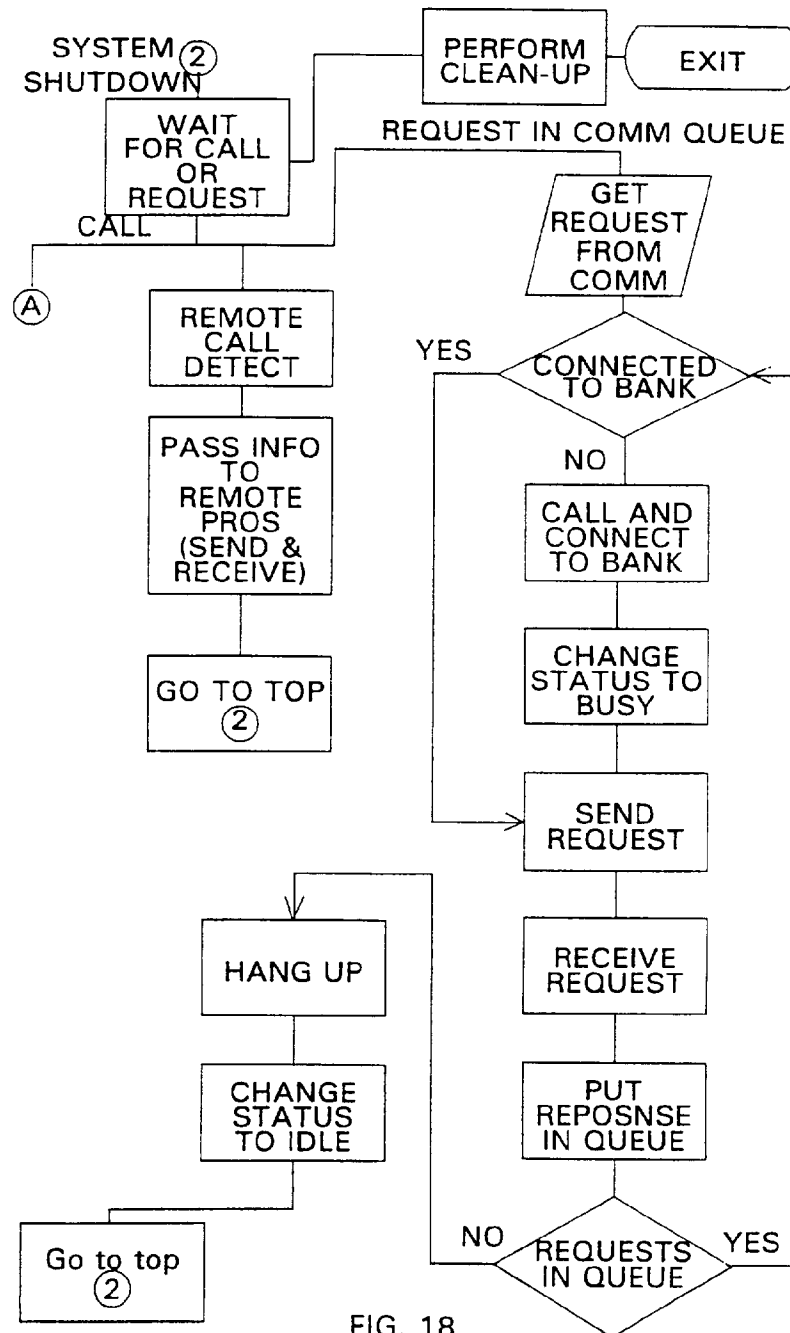 SYSTEM 2
SHUTDOWN
PERFORM
CLEAN-UP
EXIT
WAIT
FOR CALL
OR
REQUEST
REQUEST IN COMM QUEUE
CALL
A
GET
REQUEST
FROM
COMM
REMOTE
CALL
DETECT
YES
CONNECTED
TO BANK
PASS INFO
TO
REMOTE
PROS
(SEND &
RECEIVE)
NO
CALL AND
CONNECT
TO BANK
GO TO TOP
2
CHANGE
STATUS TO
BUSY
SEND
REQUEST
HANG UP
RECEIVE
REQUEST
CHANGE
STATUS
TO IDLE
PUT
REPOSNSE
IN QUEUE
Go to top
2
NO
REQUESTS
IN QUEUE
YES
FIG. 18